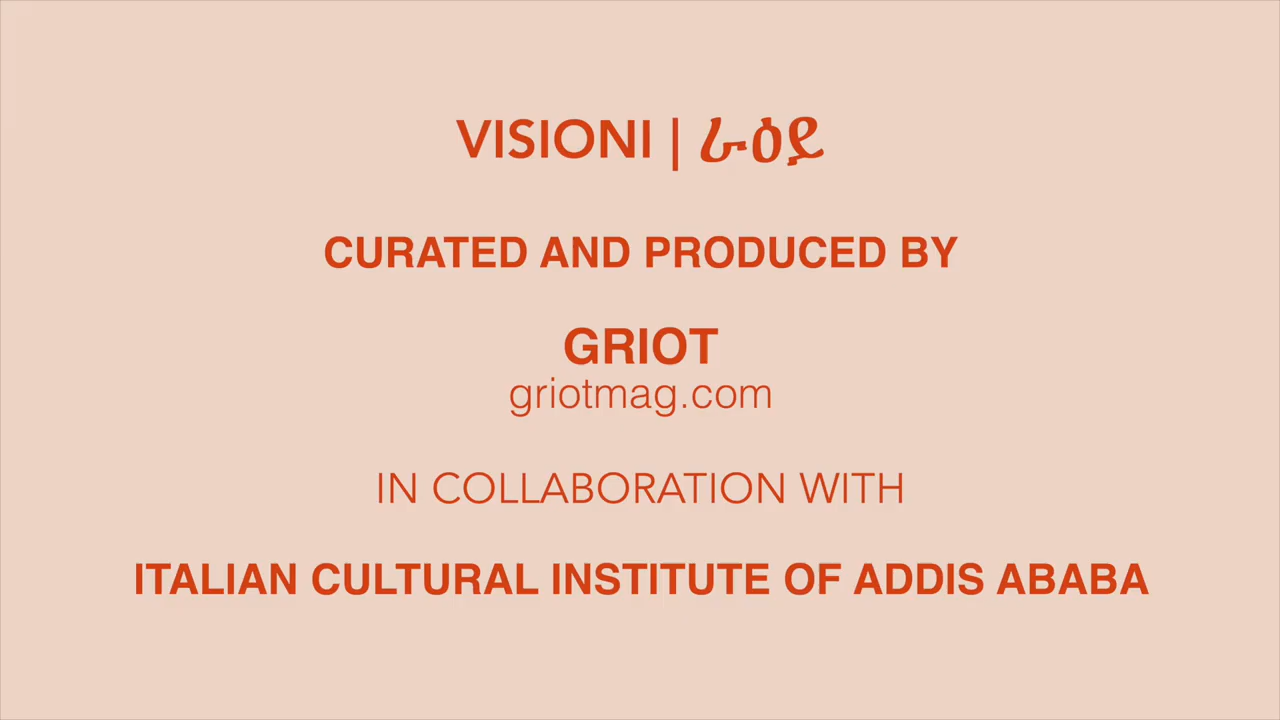 VISIONI | ራዕይ
CURATED AND PRODUCED BY
GRIOT
griotmag.com
IN COLLABORATION WITH
ITALIAN CULTURAL INSTITUTE OF ADDIS ABABA